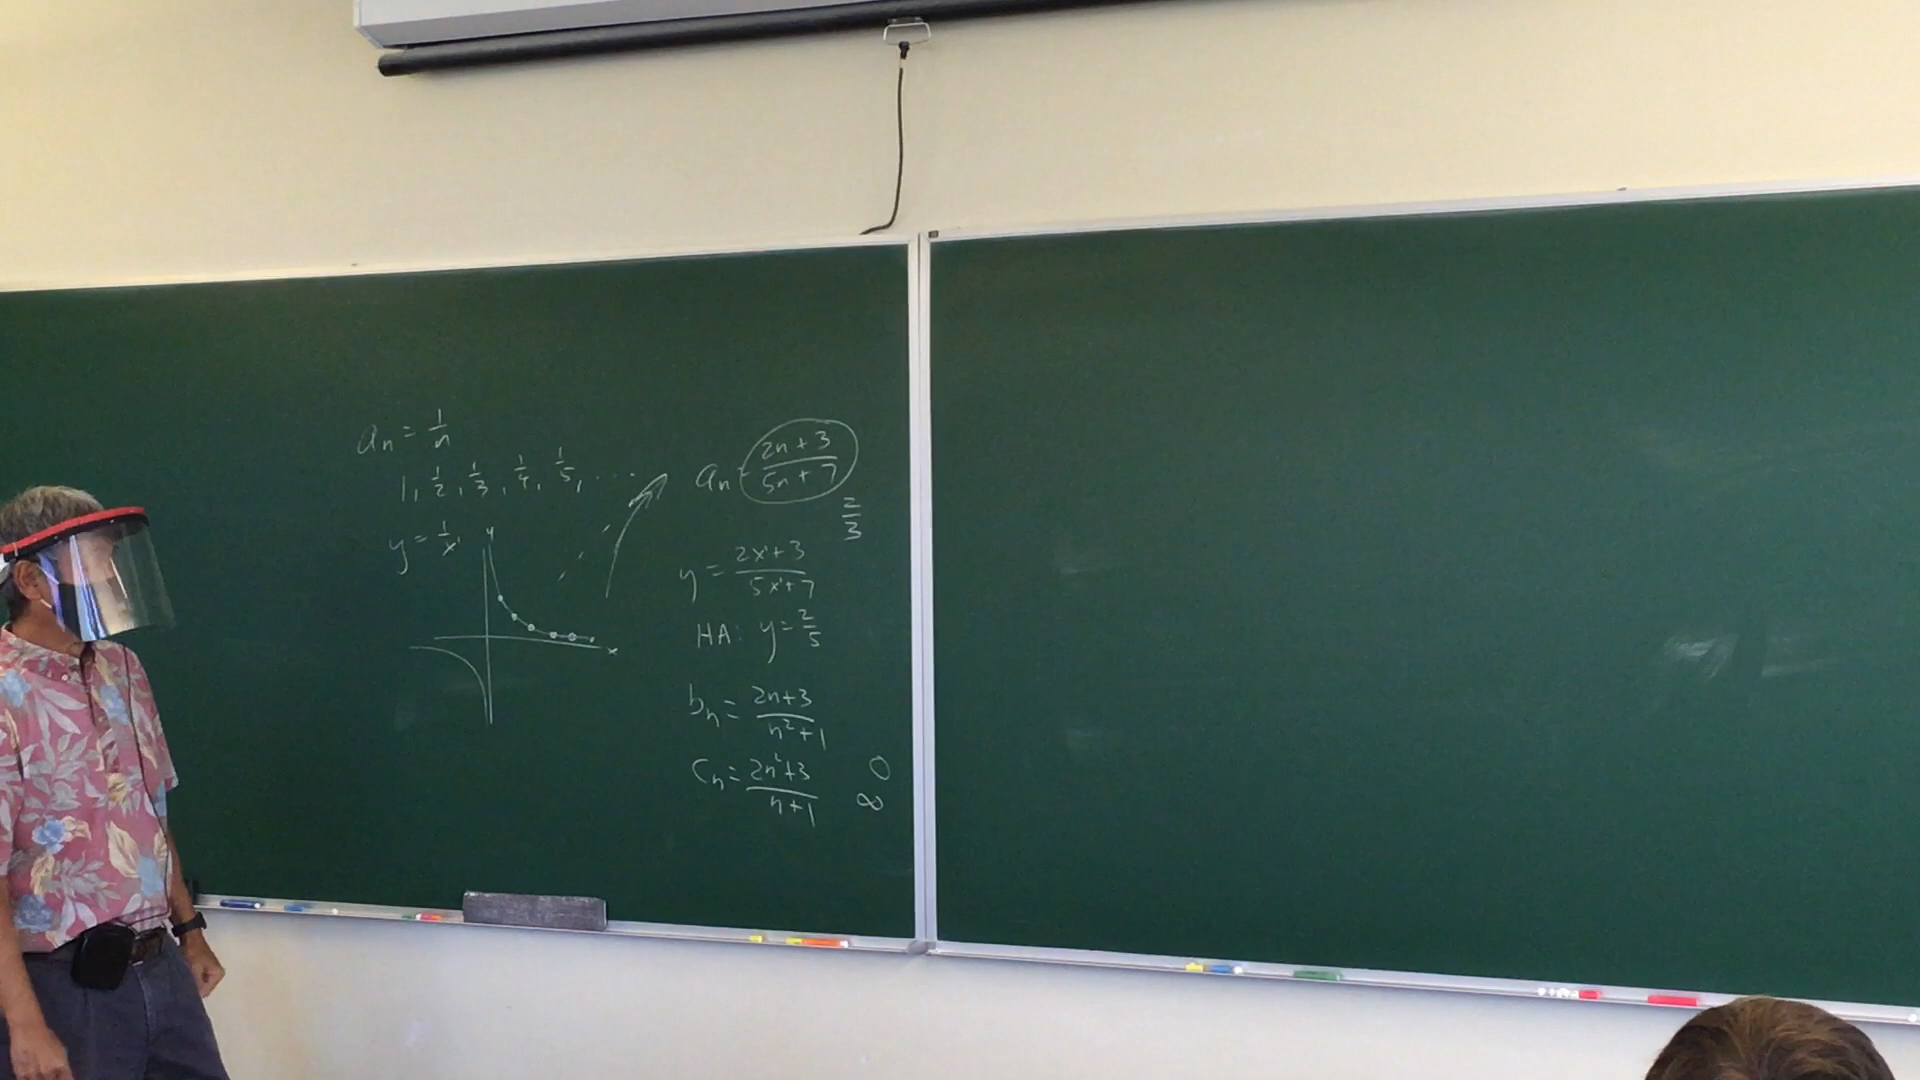 aₙ = 1/n
1, 1/2, 1/3, 1/4, 1/5, ...
y = 1/x
y
x
aₙ = (2n + 3)/(5n + 7)
2/3
y = (2x + 3)/(5x + 7)
HA: y = 2/5
bₙ = (2n+3)/(n²+1)
cₙ = (2n²+3)/(n+1)
0
∞